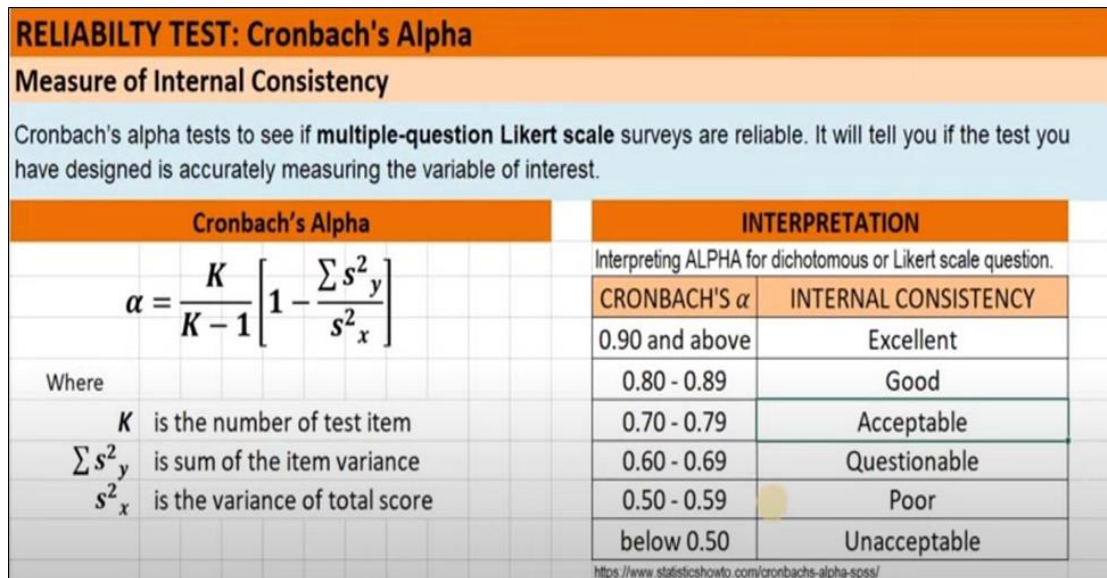 RELIABILTY TEST: Cronbach's Alpha
Measure of Internal Consistency
Cronbach's alpha tests to see if multiple-question Likert scale surveys are reliable. It will tell you if the test you
have designed is accurately measuring the variable of interest.
Cronbach's Alpha
α = K / K − 1 [1 − ∑ s²y / s²x]
Where
K is the number of test item
∑ s²y is sum of the item variance
s²x is the variance of total score
INTERPRETATION
Interpreting ALPHA for dichotomous or Likert scale question.
CRONBACH'S α INTERNAL CONSISTENCY
0.90 and above Excellent
0.80 - 0.89 Good
0.70 - 0.79 Acceptable
0.60 - 0.69 Questionable
0.50 - 0.59 Poor
below 0.50 Unacceptable
https://www.statisticshowto.com/cronbachs-alpha-spss/